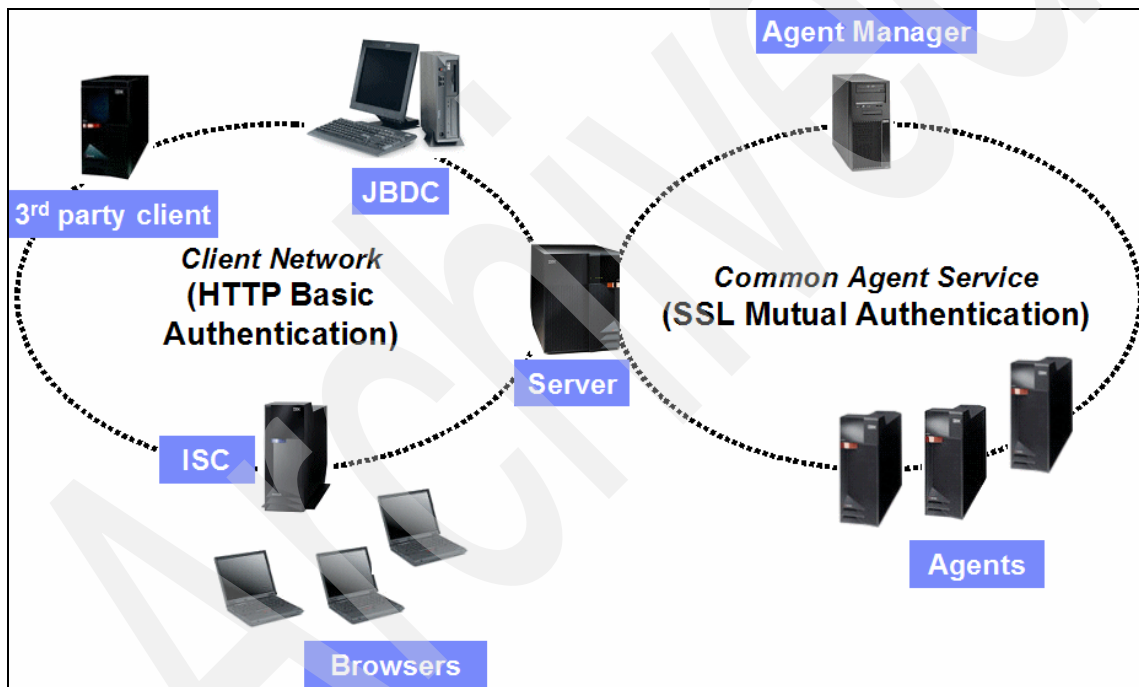 Agent Manager
3rd party client
JBDC
Client Network
(HTTP Basic
Authentication)
Common Agent Service
(SSL Mutual Authentication)
Server
ISC
Agents
Browsers
Archived